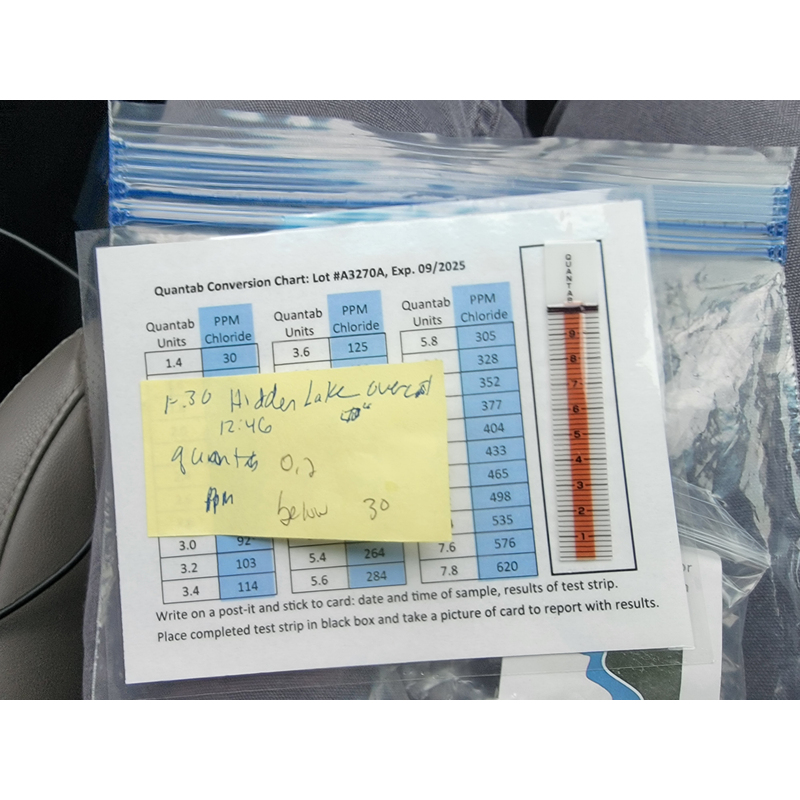 Quantab Conversion Chart: Lot #A3270A, Exp. 09/2025
Quantab Units PPM Chloride
1.4 30
3.0 92
3.2 103
3.4 114
Quantab Units PPM Chloride
3.6 125
5.4 264
5.6 284
Quantab Units PPM Chloride
5.8 305
328
352
377
404
433
465
498
535
7.6 576
7.8 620
1-30 Hidden Lake
12:46
quantab 0.2
ppm below 30
Write on a post-it and stick to card: date and time of sample, results of test strip.
Place completed test strip in black box and take a picture of card to report with results.
QUANTAB
9
8
7
6
5
4
3
2
1